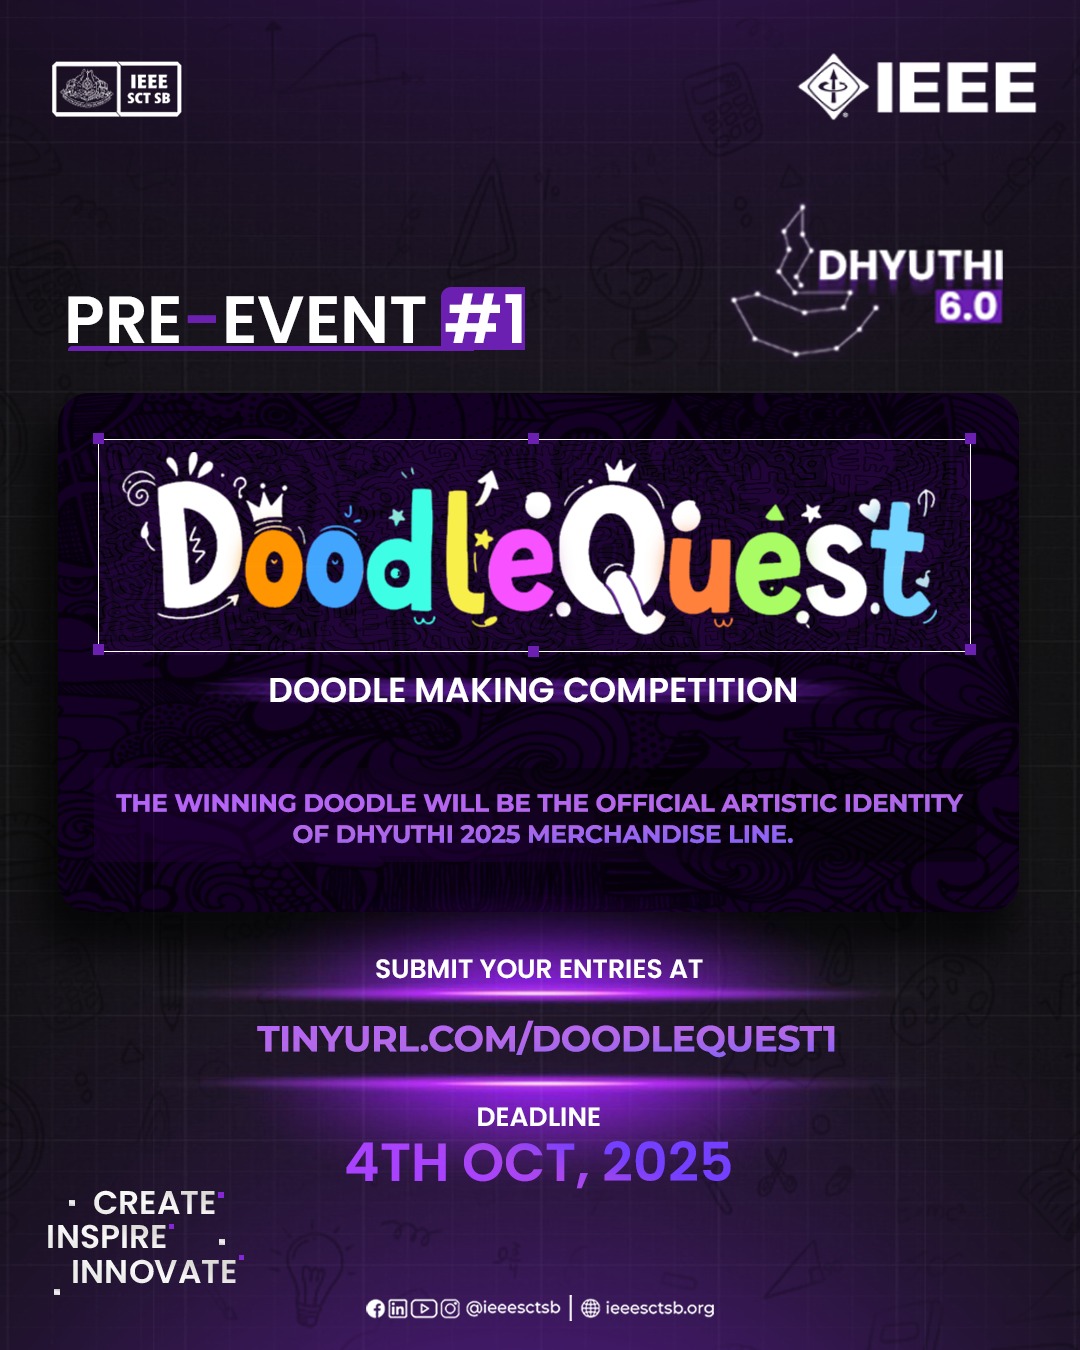 IEEE
SCT SB
IEEE
DHYUTHI
6.0
PRE-EVENT #1
DoodleQuest
DOODLE MAKING COMPETITION
THE WINNING DOODLE WILL BE THE OFFICIAL ARTISTIC IDENTITY
OF DHYUTHI 2025 MERCHANDISE LINE.
SUBMIT YOUR ENTRIES AT
TINYURL.COM/DOODLEQUEST1
DEADLINE
4TH OCT, 2025
CREATE
INSPIRE
INNOVATE
@ieeesctsb | ieeesctsb.org